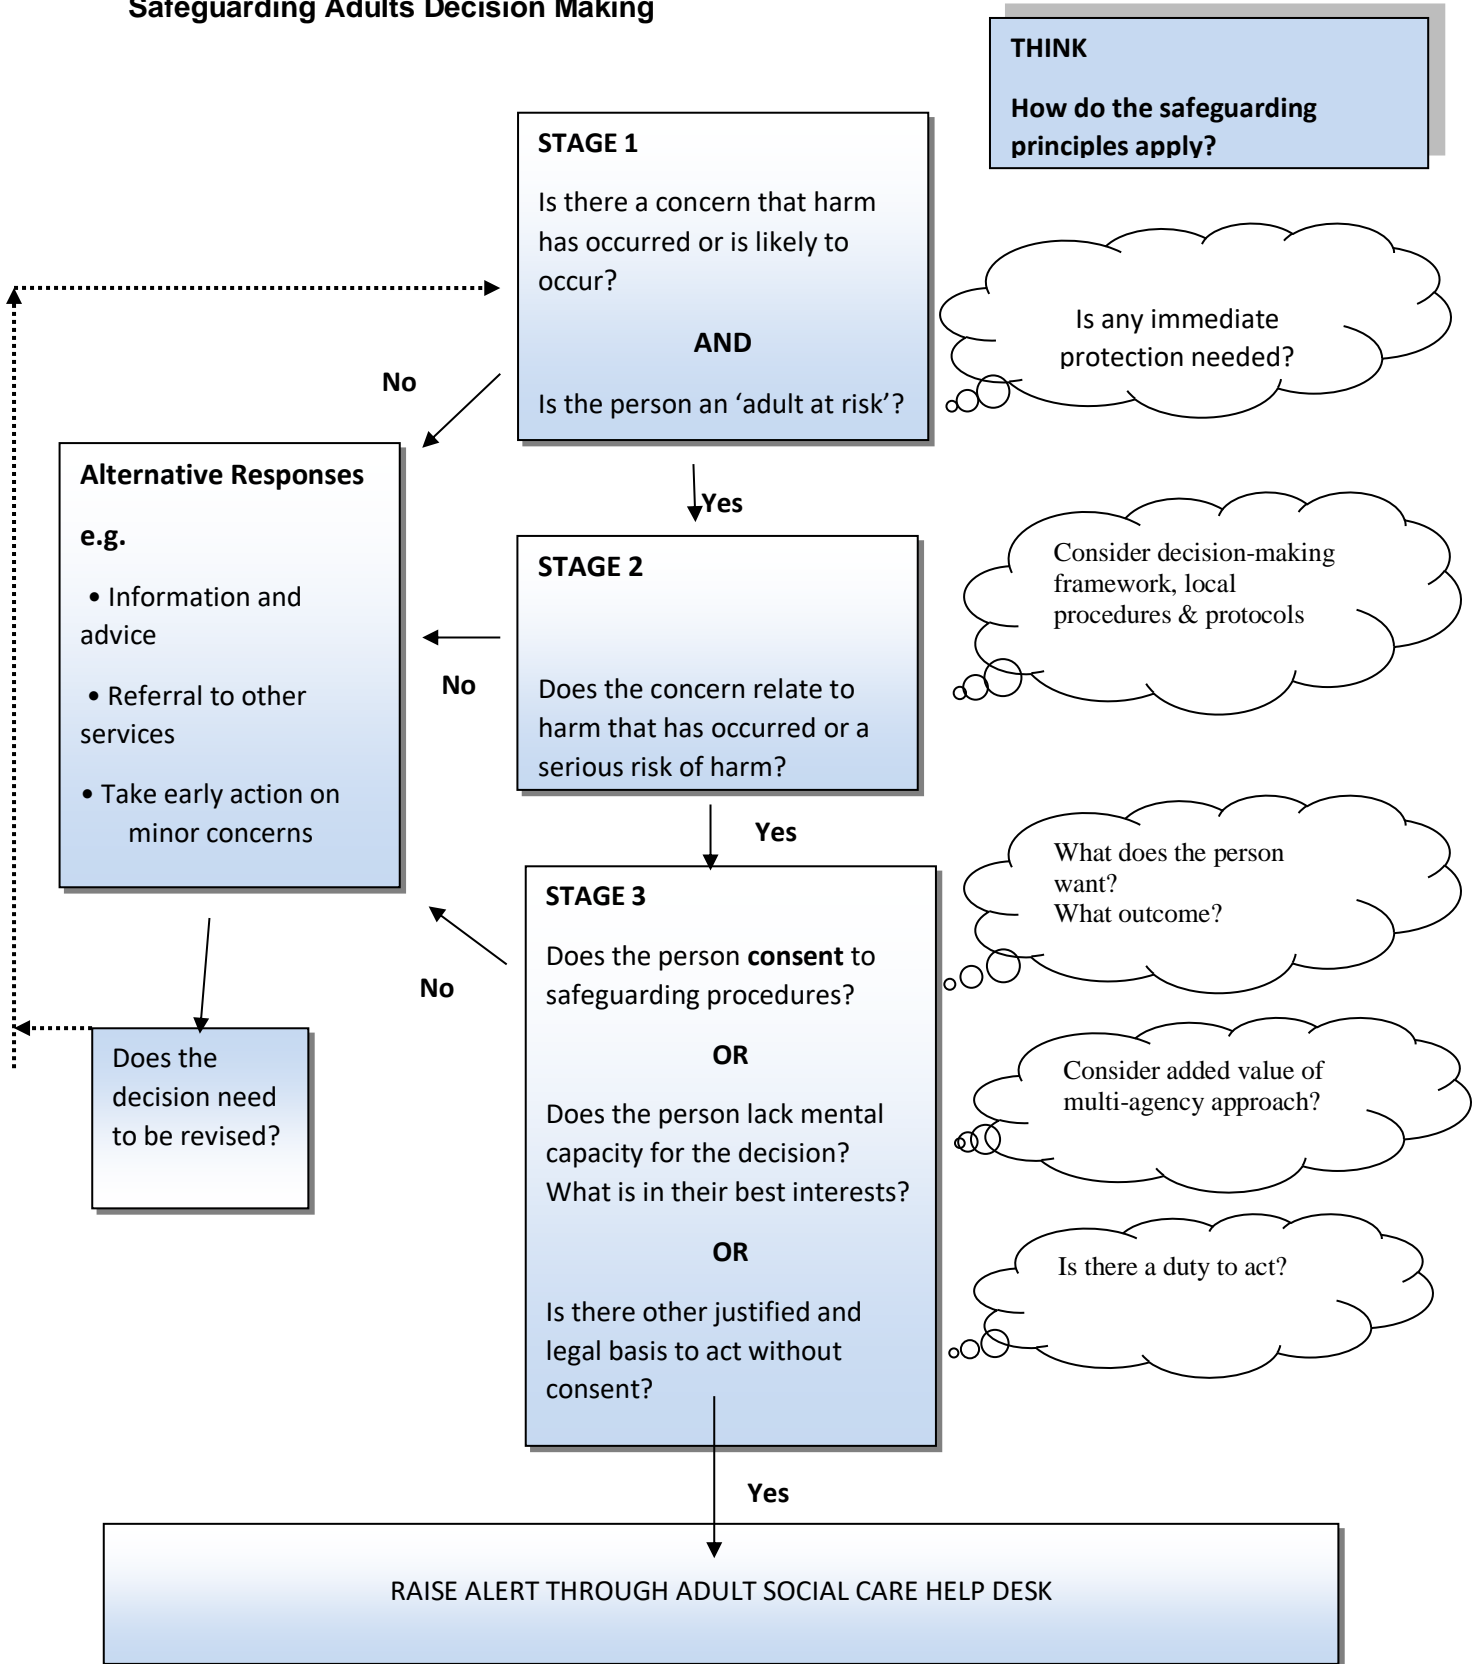 Safeguarding Adults Decision Making
THINK
How do the safeguarding
principles apply?
STAGE 1
Is there a concern that harm
has occurred or is likely to
occur?
AND
Is the person an ‘adult at risk’?
Is any immediate
protection needed?
No
Yes
Alternative Responses
e.g.
• Information and
advice
• Referral to other
services
• Take early action on
minor concerns
STAGE 2
Does the concern relate to
harm that has occurred or a
serious risk of harm?
Consider decision-making
framework, local
procedures & protocols
No
Yes
STAGE 3
Does the person consent to
safeguarding procedures?
OR
Does the person lack mental
capacity for the decision?
What is in their best interests?
OR
Is there other justified and
legal basis to act without
consent?
What does the person
want?
What outcome?
No
Does the
decision need
to be revised?
Consider added value of
multi-agency approach?
Is there a duty to act?
Yes
RAISE ALERT THROUGH ADULT SOCIAL CARE HELP DESK